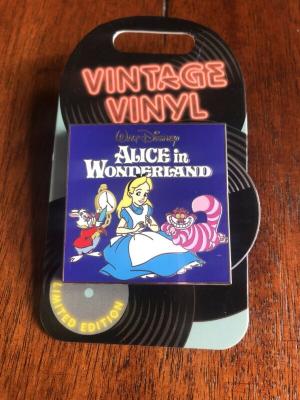 VINTAGE
VINYL
Walt Disney
ALICE in
WONDERLAND
LIMITED EDITION